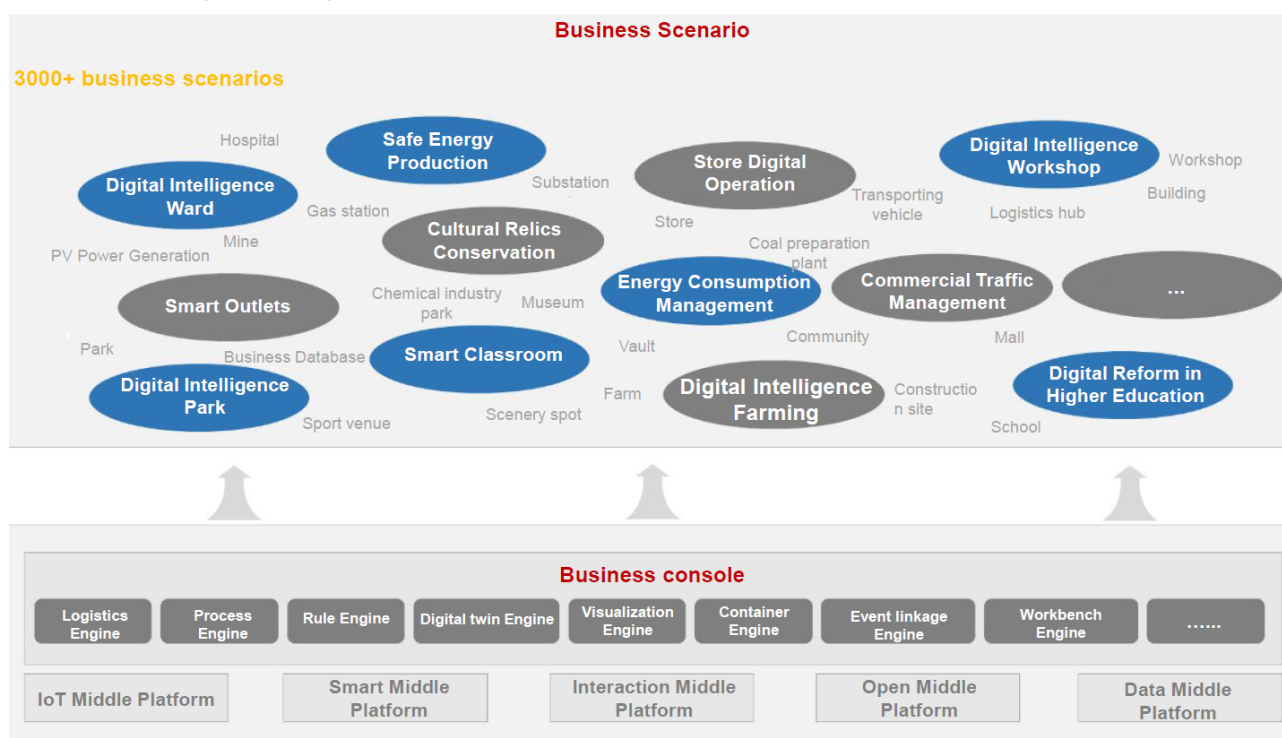 Business Scenario
3000+ business scenarios
Hospital
Safe Energy
Production
Digital Intelligence
Ward
Gas station
Substation
Store Digital
Operation
Digital Intelligence
Workshop
Workshop
Building
Transporting
vehicle
Logistics hub
Store
Cultural Relics
Conservation
Mine
PV Power Generation
Coal preparation
plant
Smart Outlets
Chemical industry
park
Museum
Energy Consumption
Management
Commercial Traffic
Management
...
Park
Business Database
Smart Classroom
Vault
Community
Mall
Digital Intelligence
Park
Sport venue
Scenery spot
Farm
Digital Intelligence
Farming
Constructio
n site
School
Digital Reform in
Higher Education
Business console
Logistics
Engine
Process
Engine
Rule Engine
Digital twin Engine
Visualization
Engine
Container
Engine
Event linkage
Engine
Workbench
Engine
......
IoT Middle Platform
Smart Middle
Platform
Interaction Middle
Platform
Open Middle
Platform
Data Middle
Platform